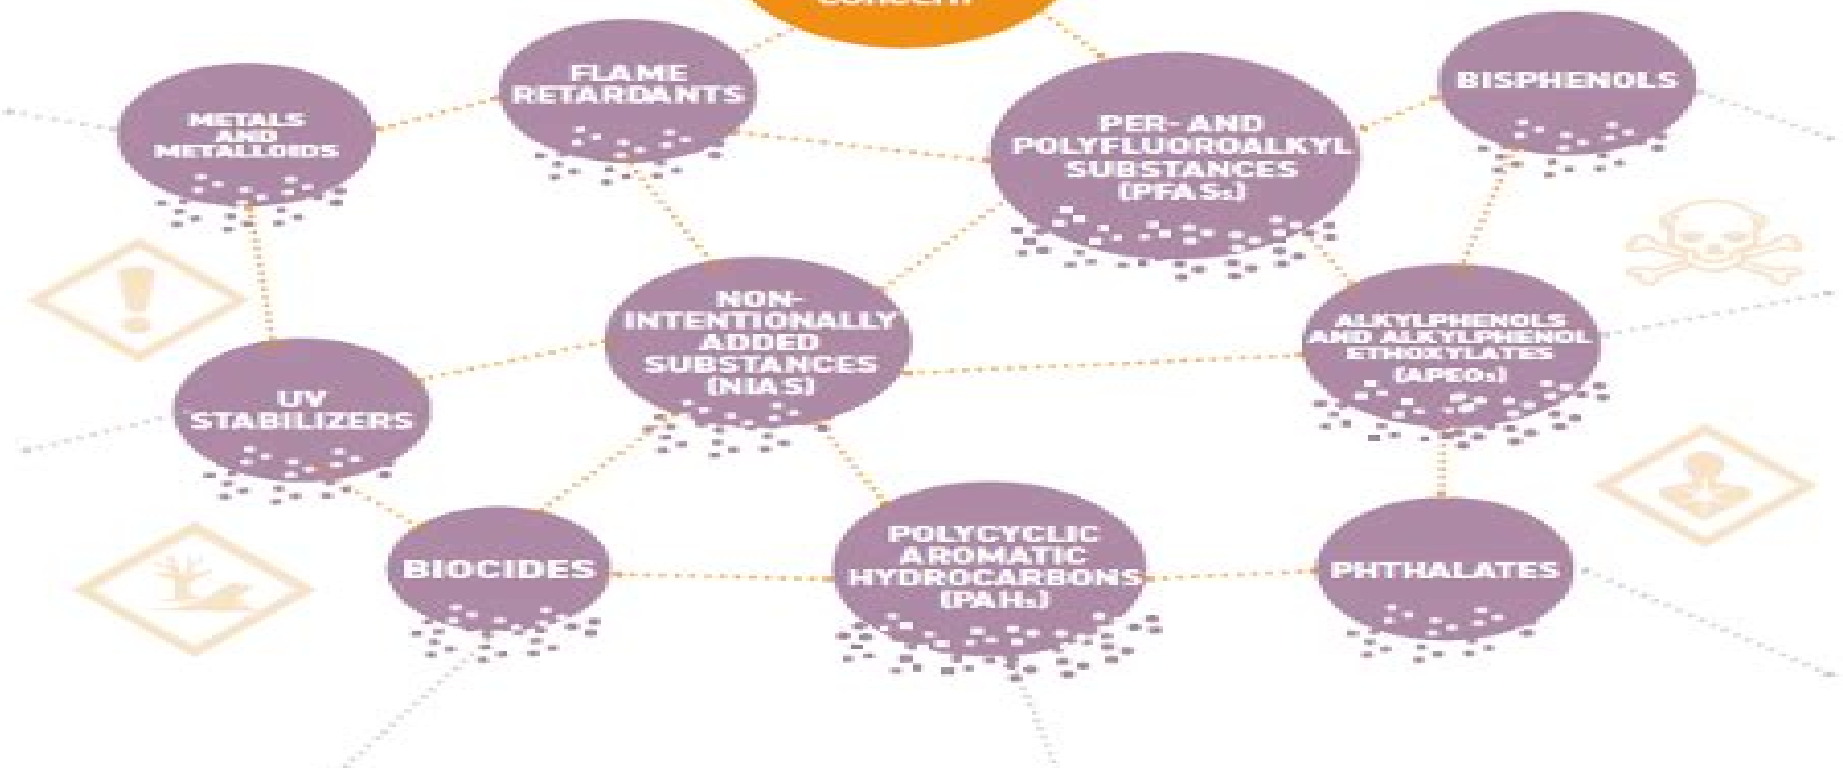 FLAME
RETARDANTS
BISPHENOLS
METALS
AND
METALLOIDS
PER- AND
POLYFLUOROALKYL
SUBSTANCES
(PFASs)
NON-
INTENTIONALLY
ADDED
SUBSTANCES
(NIAS)
ALKYLPHENOLS
AND ALKYLPHENOL
ETHOXYLATES
(APEOs)
UV
STABILIZERS
BIOCIDES
POLYCYCLIC
AROMATIC
HYDROCARBONS
(PAHs)
PHTHALATES